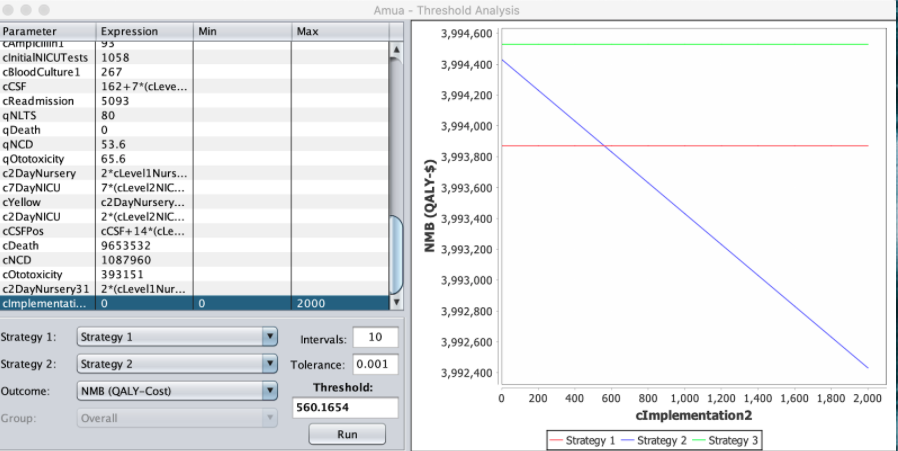 Amua - Threshold Analysis
Parameter Expression Min Max
cAmpicillin1 93
cInitialNICUTests 1058
cBloodCulture1 267
cCSF 162+7*(cLeve...
cReadmission 5093
qNLTS 80
qDeath 0
qNCD 53.6
qOtotoxicity 65.6
c2DayNursery 2*cLevel1Nurs...
c7DayNICU 7*(cLevel2NIC...
cYellow c2DayNursery...
c2DayNICU 2*(cLevel2NIC...
cCSFPos cCSF+14*(cLe...
cDeath 9653532
cNCD 1087960
cOtotoxicity 393151
c2DayNursery31 2*(cLevel1Nur...
cImplementati... 0 0 2000
Strategy 1: Strategy 1
Intervals: 10
Strategy 2: Strategy 2
Tolerance: 0.001
Outcome: NMB (QALY-Cost)
Threshold:
560.1654
Group: Overall
Run
NMB (QALY-$)
3,994,600
3,994,400
3,994,200
3,994,000
3,993,800
3,993,600
3,993,400
3,993,200
3,993,000
3,992,800
3,992,600
3,992,400
0 200 400 600 800 1,000 1,200 1,400 1,600 1,800 2,000
cImplementation2
Strategy 1 Strategy 2 Strategy 3